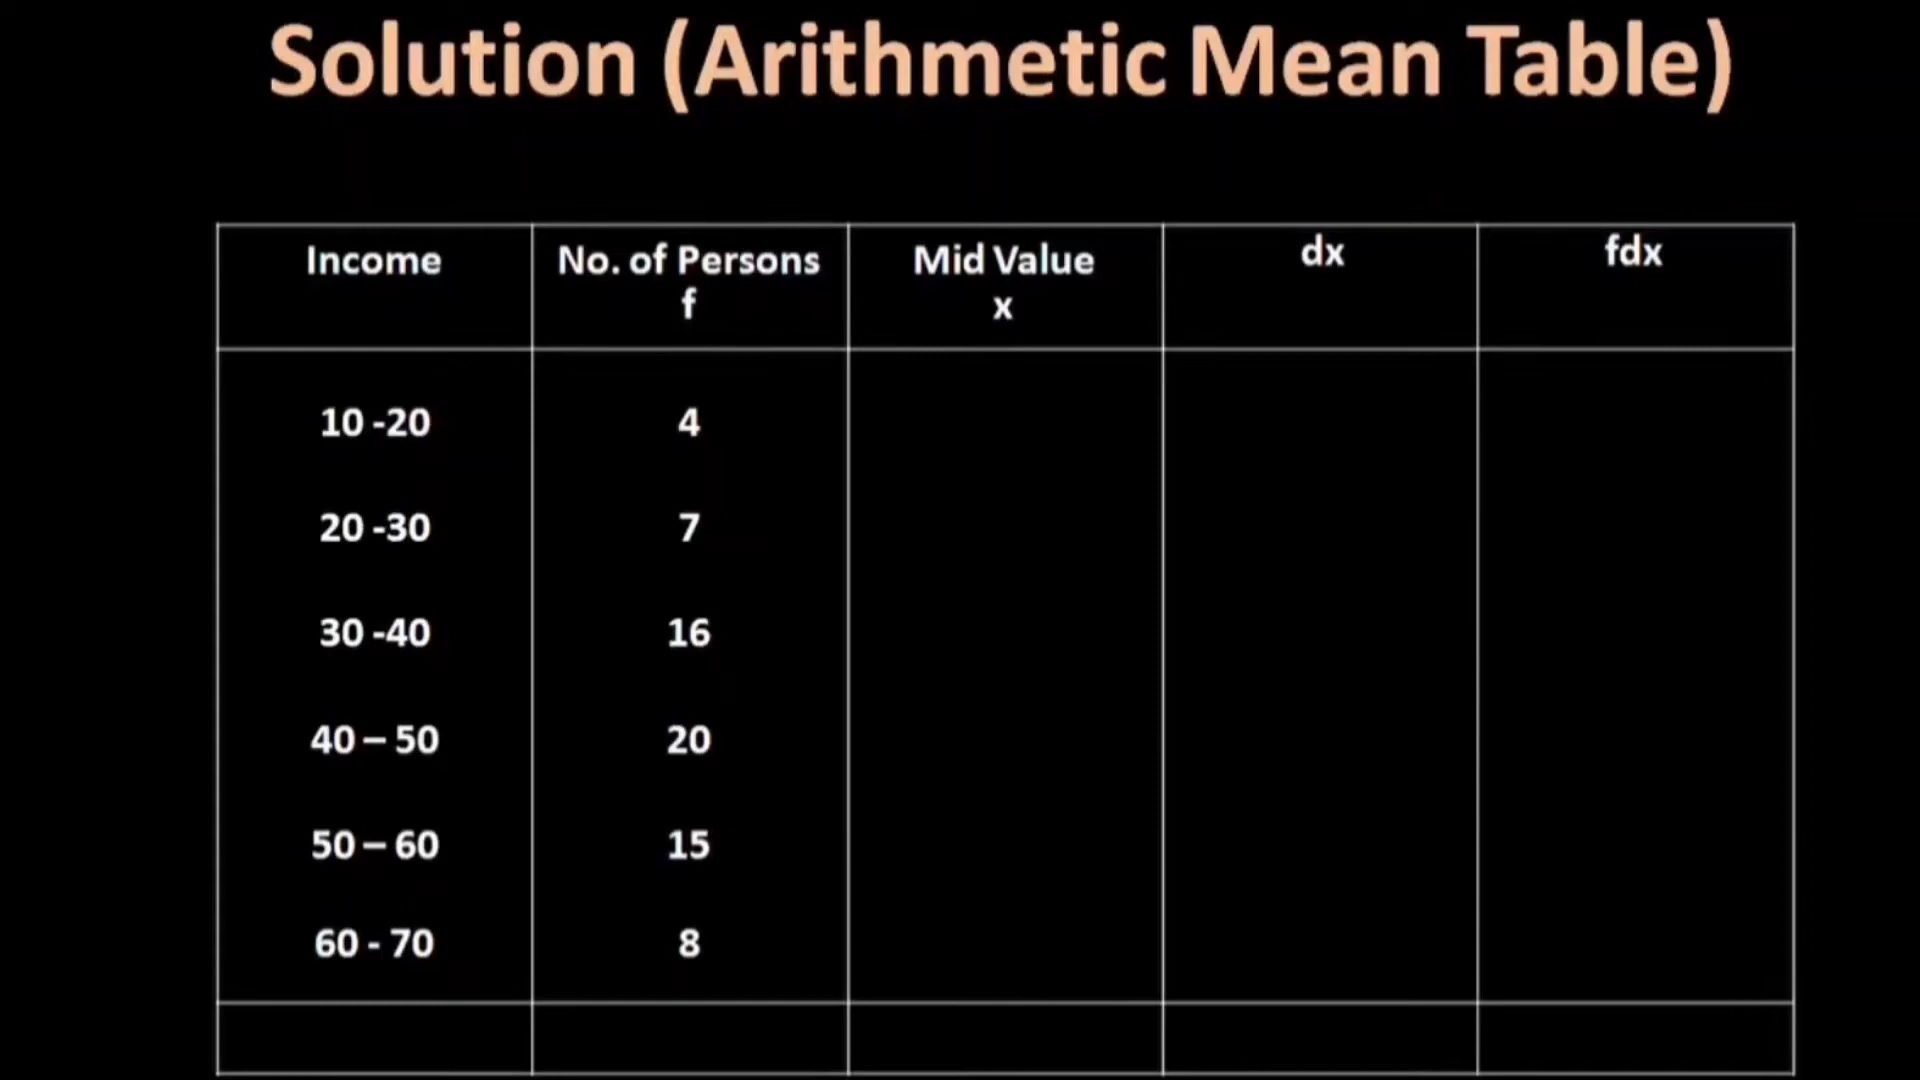 Solution (Arithmetic Mean Table)
Income No. of Persons Mid Value dx fdx
f x
10 -20 4
20 -30 7
30 -40 16
40 – 50 20
50 – 60 15
60 - 70 8